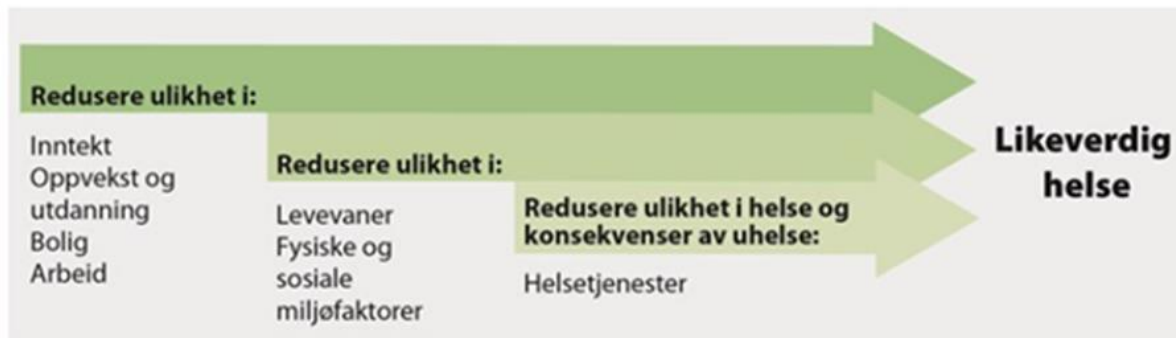 Redusere ulikhet i:
Inntekt
Oppvekst og
utdanning
Bolig
Arbeid
Redusere ulikhet i:
Levevaner
Fysiske og
sosiale
miljøfaktorer
Redusere ulikhet i helse og
konsekvenser av uhelse:
Helsetjenester
Likeverdig
helse